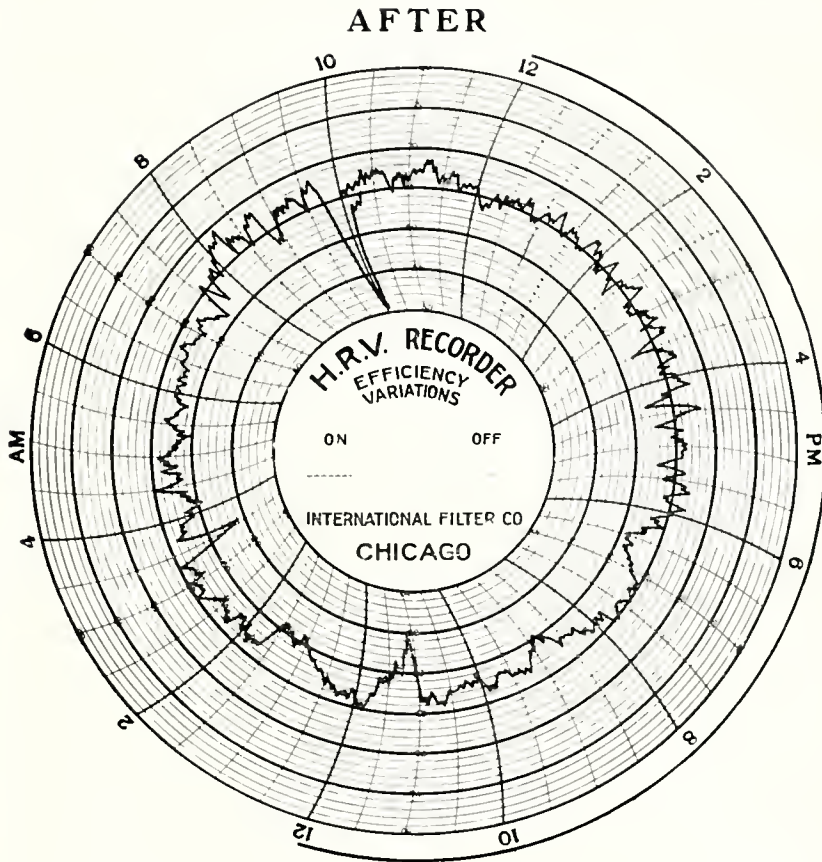 AFTER
10
12
8
2
6
4
AM
PM
4
6
2
8
12
10
H.R.V. RECORDER
EFFICIENCY
VARIATIONS
ON OFF
INTERNATIONAL FILTER CO
CHICAGO